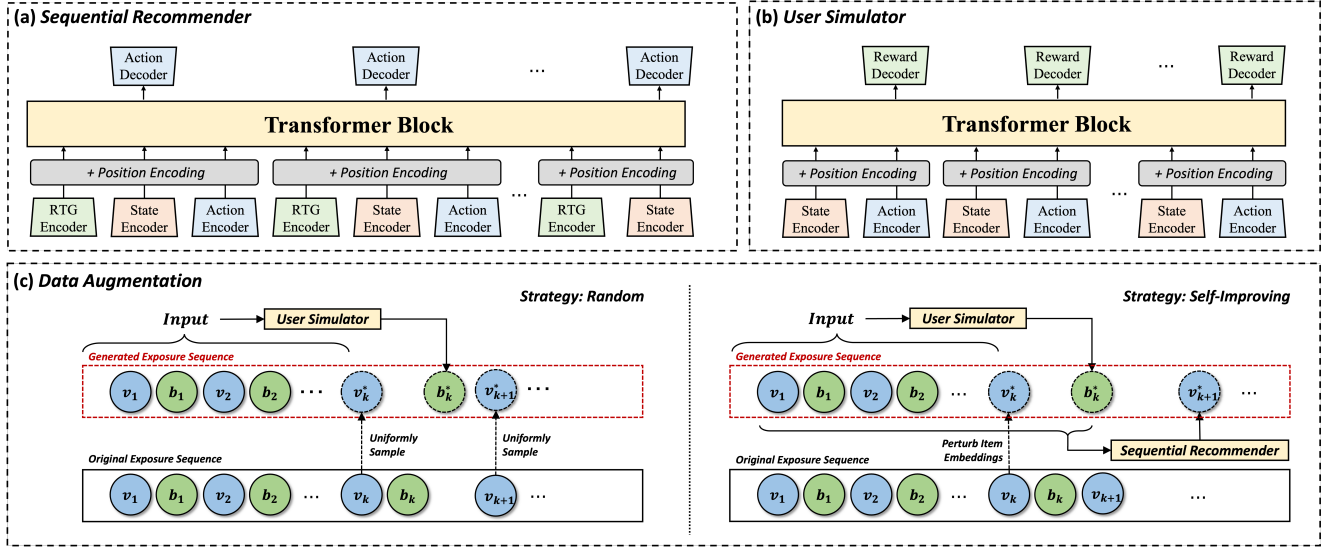 (a) Sequential Recommender
Action
Decoder
Action
Decoder
...
Action
Decoder
Transformer Block
+ Position Encoding
+ Position Encoding
...
+ Position Encoding
RTG
Encoder
State
Encoder
Action
Encoder
RTG
Encoder
State
Encoder
Action
Encoder
RTG
Encoder
State
Encoder
(b) User Simulator
Reward
Decoder
Reward
Decoder
...
Reward
Decoder
Transformer Block
+ Position Encoding
+ Position Encoding
...
+ Position Encoding
State
Encoder
Action
Encoder
State
Encoder
Action
Encoder
State
Encoder
Action
Encoder
(c) Data Augmentation
Strategy: Random
Input
User Simulator
Generated Exposure Sequence
v₁ b₁ v₂ b₂ ... v*ₖ b*ₖ v*ₖ₊₁ ...
Uniformly
Sample
Uniformly
Sample
Original Exposure Sequence
v₁ b₁ v₂ b₂ ... vₖ bₖ vₖ₊₁ ...
Strategy: Self-Improving
Input
User Simulator
Generated Exposure Sequence
v₁ b₁ v₂ b₂ ... v*ₖ b*ₖ v*ₖ₊₁ ...
Perturb Item
Embeddings
Sequential Recommender
Original Exposure Sequence
v₁ b₁ v₂ b₂ ... vₖ bₖ vₖ₊₁ ...